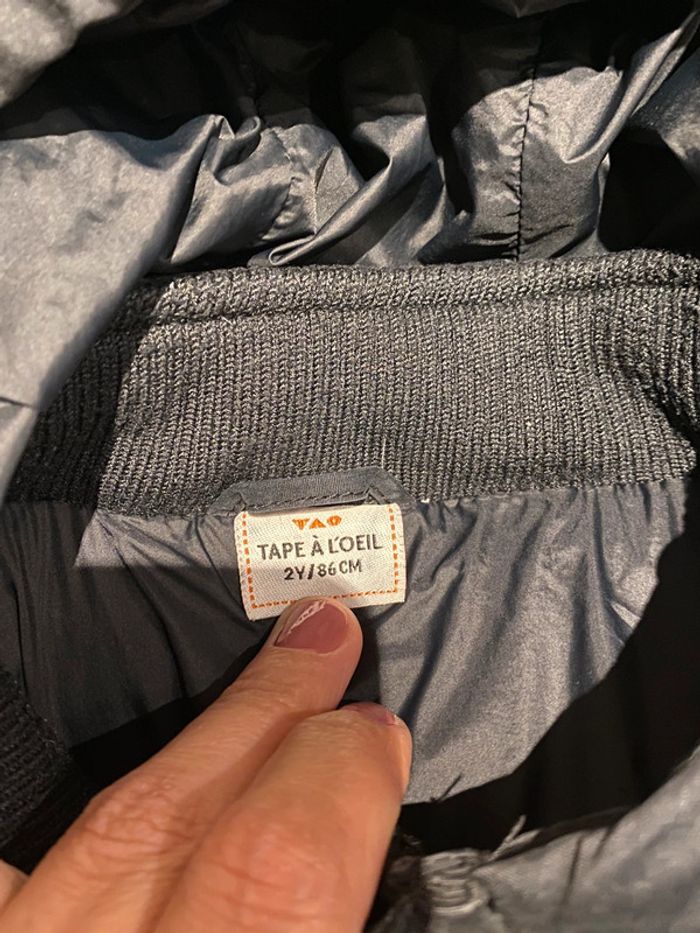 TAO
TAPE À L'OEIL
2Y/86CM